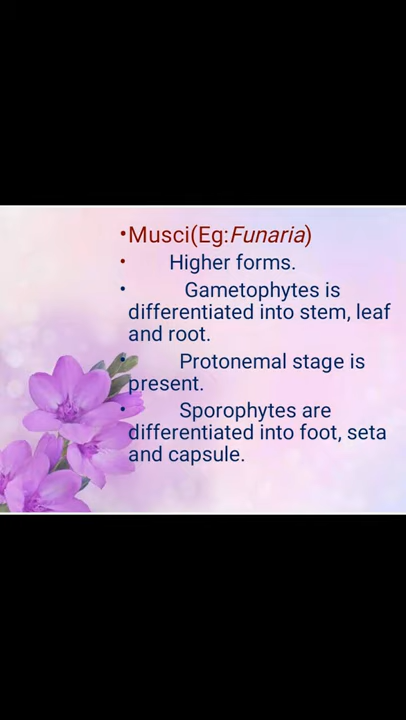 •Musci(Eg:Funaria)
• Higher forms.
• Gametophytes is
differentiated into stem, leaf
and root.
• Protonemal stage is
present.
• Sporophytes are
differentiated into foot, seta
and capsule.